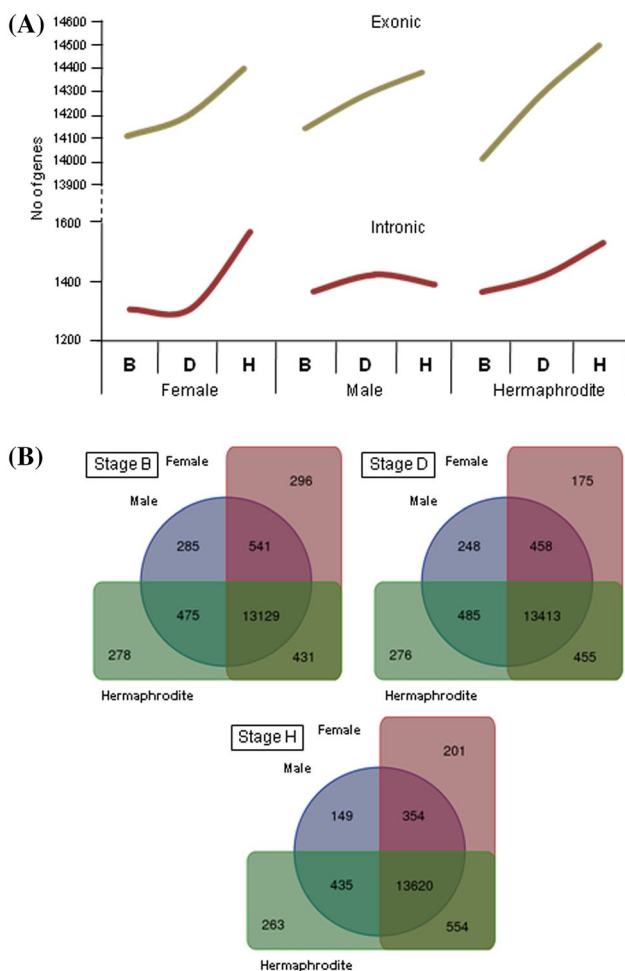 (A)
Exonic
14600
14500
14400
14300
14200
14100
14000
13900
No of genes
Intronic
1600
1400
1200
B D H B D H B D H
Female Male Hermaphrodite
(B)
Stage B
Female
Male
296
285 541
475 13129
278 431
Hermaphrodite
Stage D
Female
Male
175
248 458
485 13413
276 455
Hermaphrodite
Stage H
Female
Male
201
149 354
435 13620
263 554
Hermaphrodite